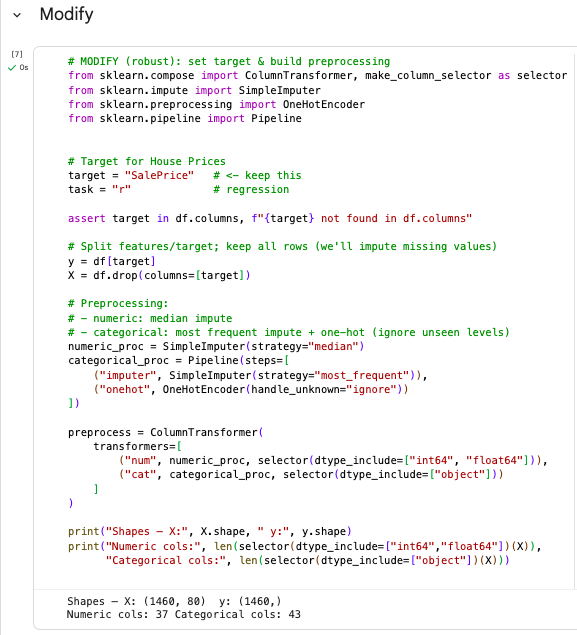 Modify
[7]
0s
# MODIFY (robust): set target & build preprocessing
from sklearn.compose import ColumnTransformer, make_column_selector as selector
from sklearn.impute import SimpleImputer
from sklearn.preprocessing import OneHotEncoder
from sklearn.pipeline import Pipeline
# Target for House Prices
target = "SalePrice"   # <- keep this
task = "r"             # regression
assert target in df.columns, f"{target} not found in df.columns"
# Split features/target; keep all rows (we'll impute missing values)
y = df[target]
X = df.drop(columns=[target])
# Preprocessing:
# - numeric: median impute
# - categorical: most frequent impute + one-hot (ignore unseen levels)
numeric_proc = SimpleImputer(strategy="median")
categorical_proc = Pipeline(steps=[
    ("imputer", SimpleImputer(strategy="most_frequent")),
    ("onehot", OneHotEncoder(handle_unknown="ignore"))
])
preprocess = ColumnTransformer(
    transformers=[
        ("num", numeric_proc, selector(dtype_include=["int64", "float64"])),
        ("cat", categorical_proc, selector(dtype_include=["object"]))
    ]
)
print("Shapes — X:", X.shape, " y:", y.shape)
print("Numeric cols:", len(selector(dtype_include=["int64","float64"])(X)),
      "Categorical cols:", len(selector(dtype_include=["object"])(X)))
Shapes — X: (1460, 80)  y: (1460,)
Numeric cols: 37 Categorical cols: 43